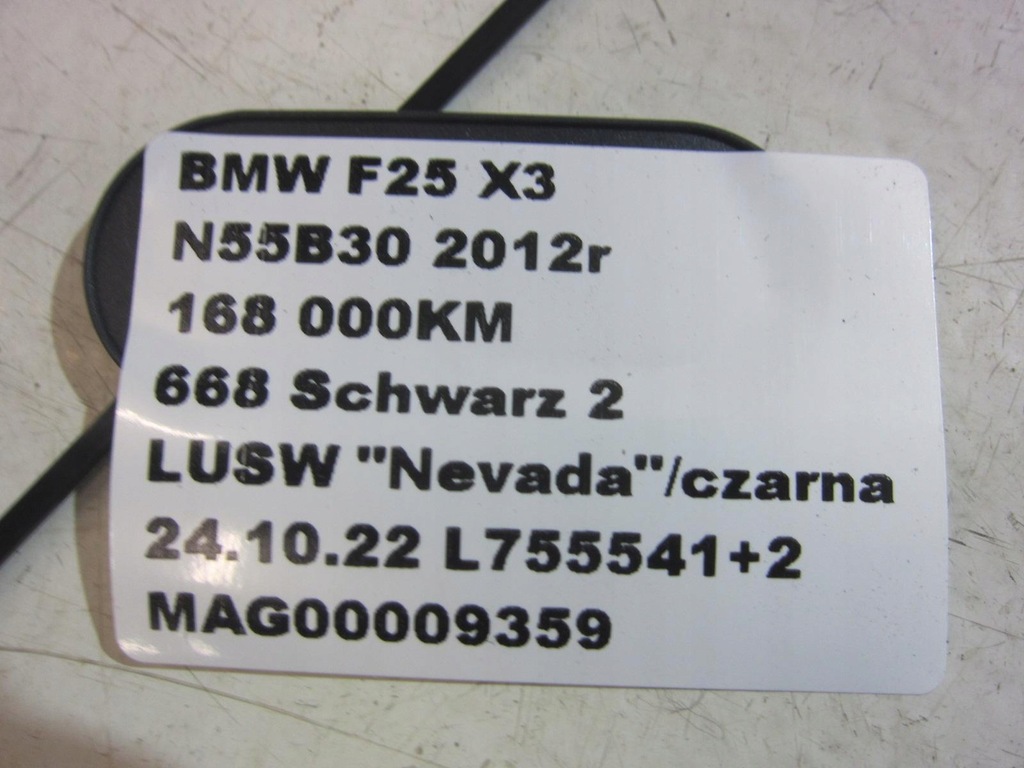 BMW F25 X3
N55B30 2012r
168 000KM
668 Schwarz 2
LUSW "Nevada"/czarna
24.10.22 L755541+2
MAG00009359